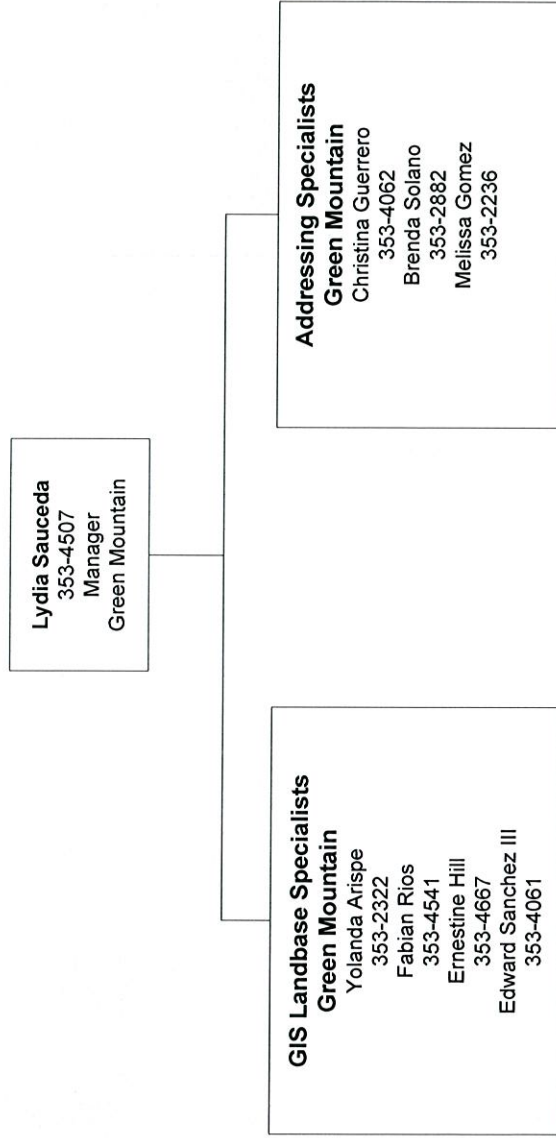 Lydia Sauceda
353-4507
Manager
Green Mountain
GIS Landbase Specialists
Green Mountain
Yolanda Arispe
353-2322
Fabian Rios
353-4541
Ernestine Hill
353-4667
Edward Sanchez III
353-4061
Addressing Specialists
Green Mountain
Christina Guerrero
353-4062
Brenda Solano
353-2882
Melissa Gomez
353-2236